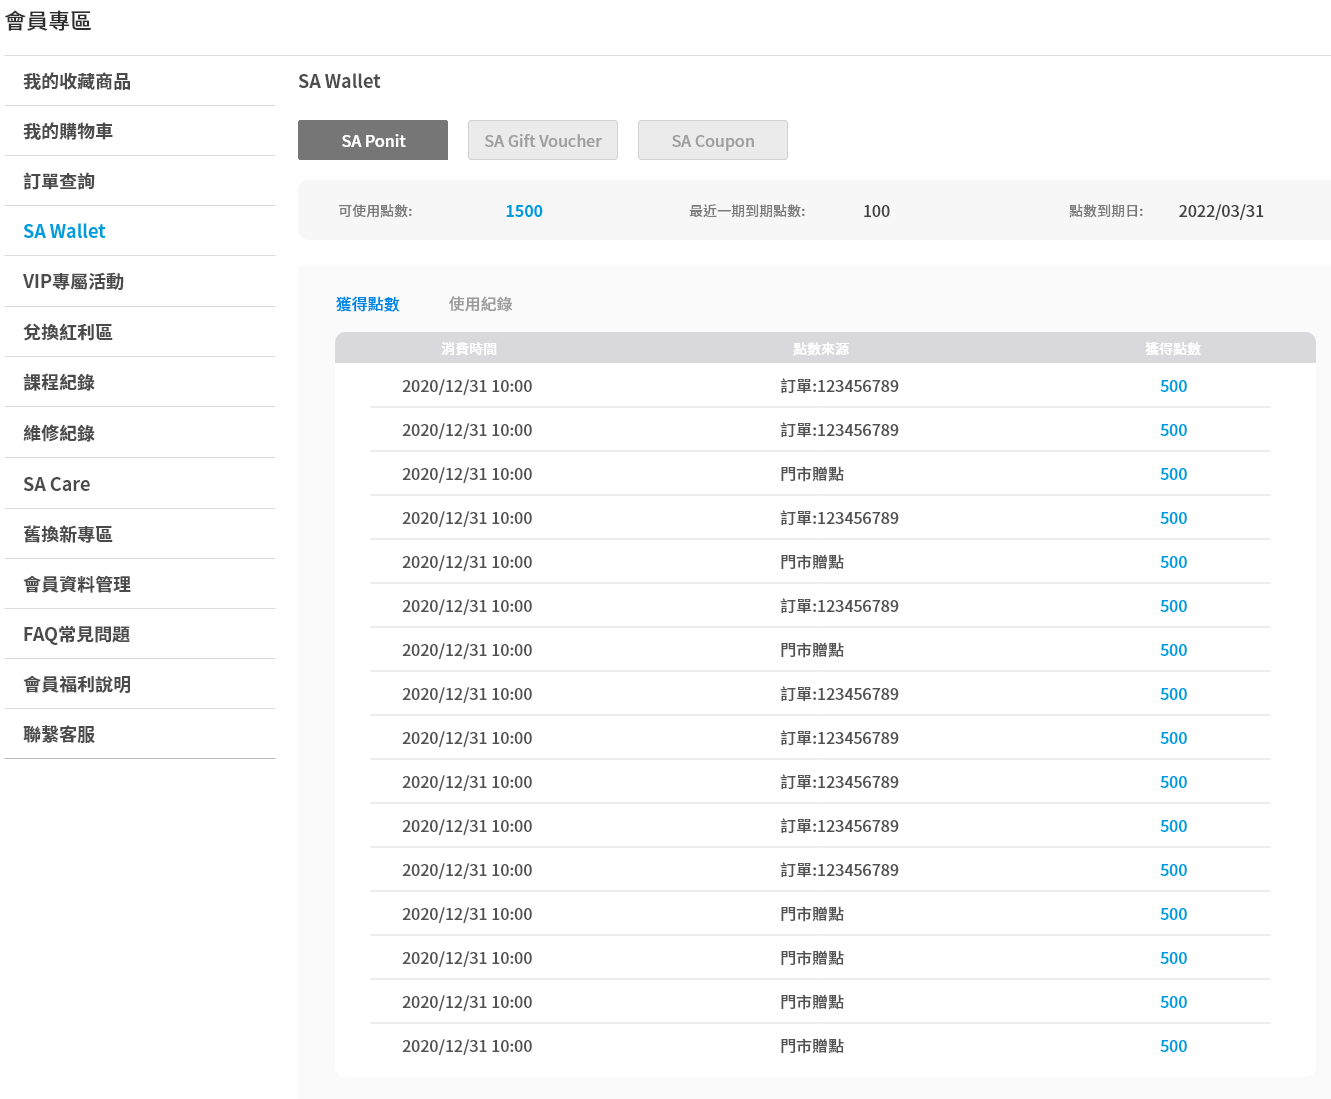 會員專區
我的收藏商品
我的購物車
訂單查詢
SA Wallet
VIP專屬活動
兌換紅利區
課程紀錄
維修紀錄
SA Care
舊換新專區
會員資料管理
FAQ常見問題
會員福利說明
聯繫客服
SA Wallet
SA Ponit SA Gift Voucher SA Coupon
可使用點數: 1500 最近一期到期點數: 100 點數到期日: 2022/03/31
獲得點數 使用紀錄
消費時間 點數來源 獲得點數
2020/12/31 10:00 訂單:123456789 500
2020/12/31 10:00 訂單:123456789 500
2020/12/31 10:00 門市贈點 500
2020/12/31 10:00 訂單:123456789 500
2020/12/31 10:00 門市贈點 500
2020/12/31 10:00 訂單:123456789 500
2020/12/31 10:00 門市贈點 500
2020/12/31 10:00 訂單:123456789 500
2020/12/31 10:00 訂單:123456789 500
2020/12/31 10:00 訂單:123456789 500
2020/12/31 10:00 訂單:123456789 500
2020/12/31 10:00 訂單:123456789 500
2020/12/31 10:00 門市贈點 500
2020/12/31 10:00 門市贈點 500
2020/12/31 10:00 門市贈點 500
2020/12/31 10:00 門市贈點 500